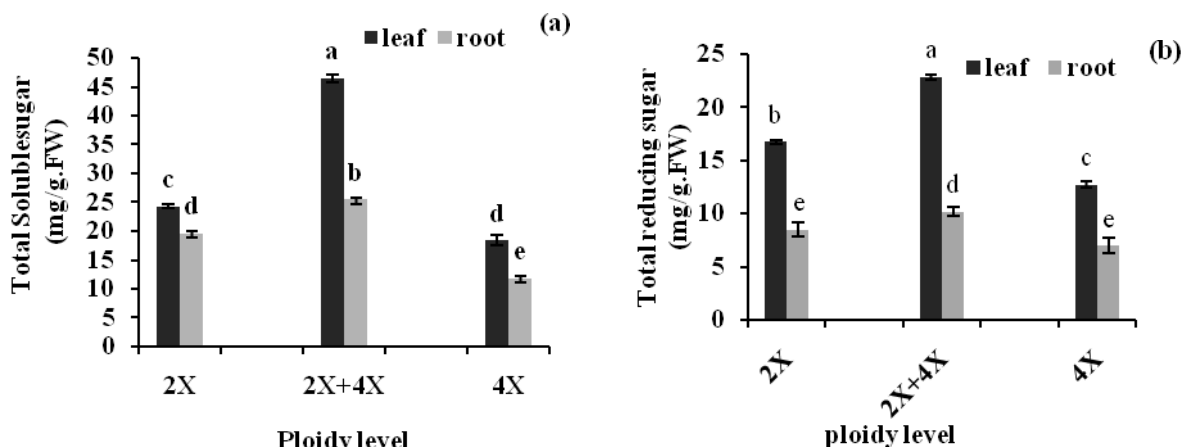 (a)
leaf root
Total Solublesugar
(mg/g.FW)
50
45
40
35
30
25
20
15
10
5
0
c
d
a
b
d
e
2X
2X+4X
4X
Ploidy level
(b)
leaf root
Total reducing sugar
(mg/g.FW)
25
20
15
10
5
0
b
e
a
d
c
e
2X
2X+4X
4X
ploidy level